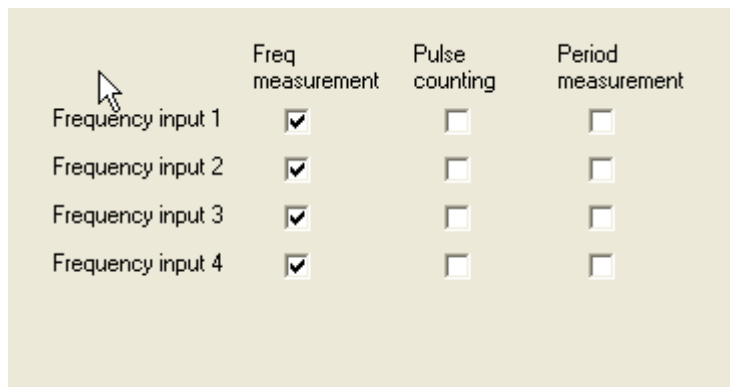 Freq Pulse Period
measurement counting measurement
Frequency input 1
Frequency input 2
Frequency input 3
Frequency input 4